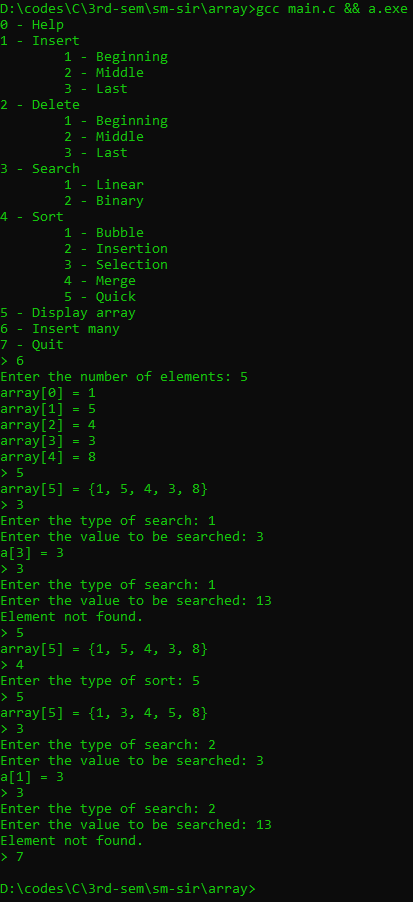 D:\codes\C\3rd-sem\sm-sir\array>gcc main.c && a.exe
0 - Help
1 - Insert
        1 - Beginning
        2 - Middle
        3 - Last
2 - Delete
        1 - Beginning
        2 - Middle
        3 - Last
3 - Search
        1 - Linear
        2 - Binary
4 - Sort
        1 - Bubble
        2 - Insertion
        3 - Selection
        4 - Merge
        5 - Quick
5 - Display array
6 - Insert many
7 - Quit
> 6
Enter the number of elements: 5
array[0] = 1
array[1] = 5
array[2] = 4
array[3] = 3
array[4] = 8
> 5
array[5] = {1, 5, 4, 3, 8}
> 3
Enter the type of search: 1
Enter the value to be searched: 3
a[3] = 3
> 3
Enter the type of search: 1
Enter the value to be searched: 13
Element not found.
> 5
array[5] = {1, 5, 4, 3, 8}
> 4
Enter the type of sort: 5
> 5
array[5] = {1, 3, 4, 5, 8}
> 3
Enter the type of search: 2
Enter the value to be searched: 3
a[1] = 3
> 3
Enter the type of search: 2
Enter the value to be searched: 13
Element not found.
> 7
D:\codes\C\3rd-sem\sm-sir\array>